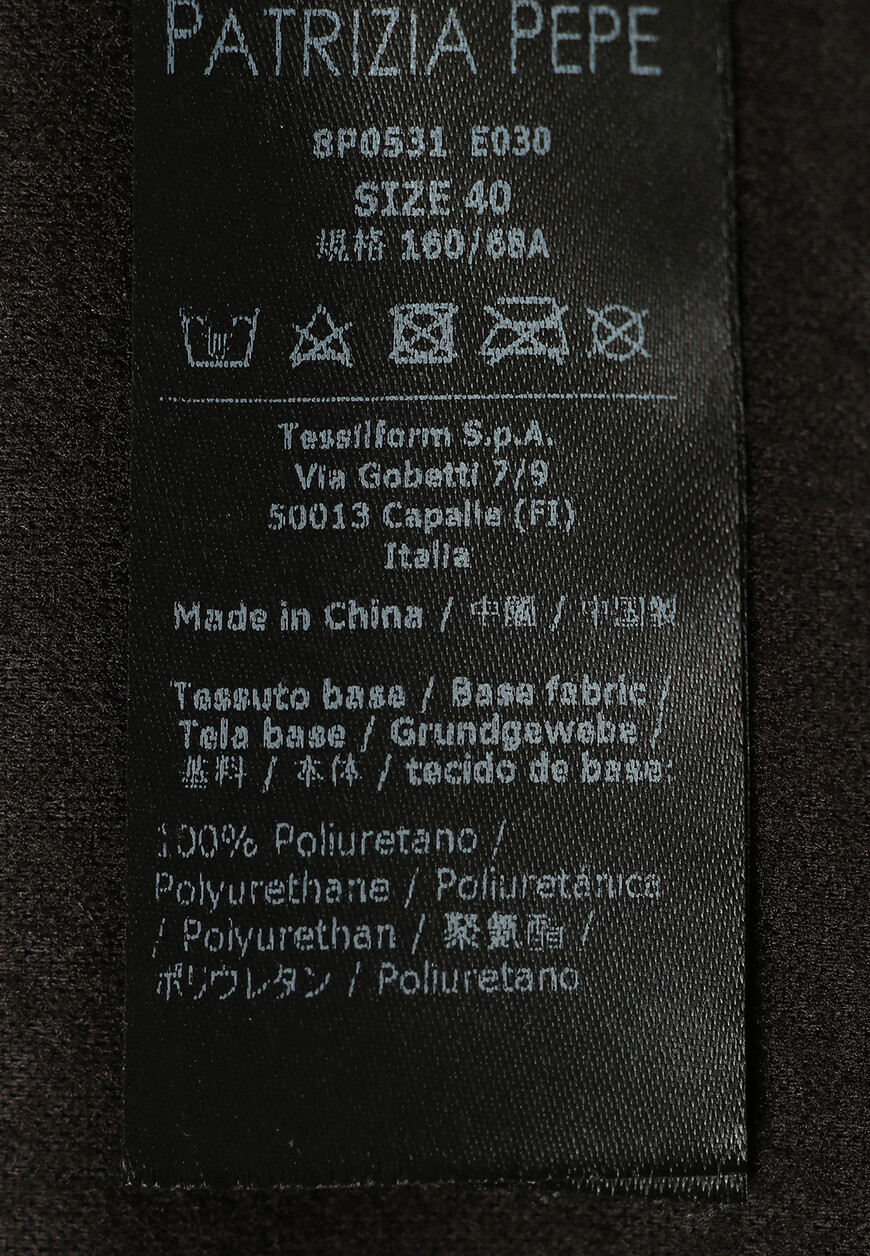 PATRIZIA PEPE
8P0531 E030
SIZE 40
規格 160/68A
Tessilform S.p.A.
Via Gobetti 7/9
50013 Capalle (FI)
Italia
Made in China / 中國 / 中国製
Tessuto base / Base fabric /
Tela base / Grundgewebe /
基料 / 本体 / tecido de base:
100% Poliuretano /
Polyurethane / Poliuretánica
/ Polyurethan / 聚氨酯 /
ポリウレタン / Poliuretano